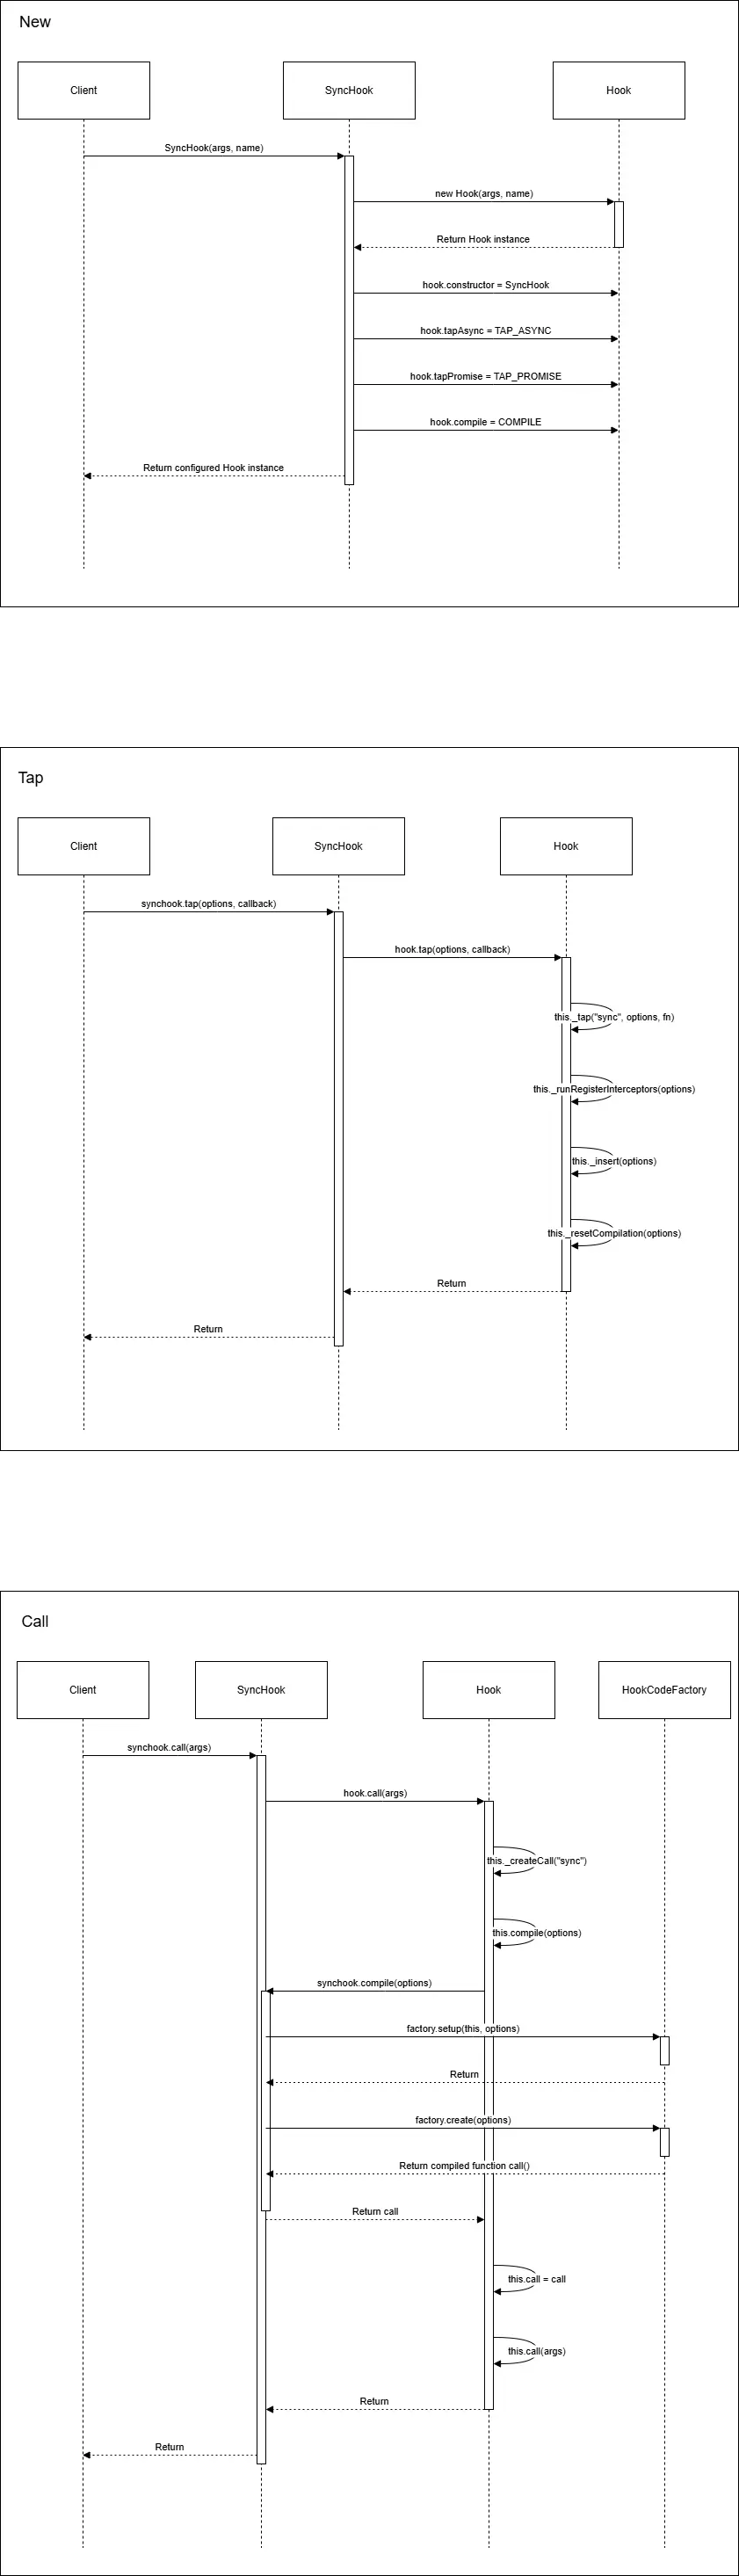 New
Client
SyncHook
Hook
SyncHook(args, name)
new Hook(args, name)
Return Hook instance
hook.constructor = SyncHook
hook.tapAsync = TAP_ASYNC
hook.tapPromise = TAP_PROMISE
hook.compile = COMPILE
Return configured Hook instance
Tap
Client
SyncHook
Hook
synchook.tap(options, callback)
hook.tap(options, callback)
this._tap("sync", options, fn)
this._runRegisterInterceptors(options)
this._insert(options)
this._resetCompilation(options)
Return
Return
Call
Client
SyncHook
Hook
HookCodeFactory
synchook.call(args)
hook.call(args)
this._createCall("sync")
this.compile(options)
synchook.compile(options)
factory.setup(this, options)
Return
factory.create(options)
Return compiled function call()
Return call
this.call = call
this.call(args)
Return
Return